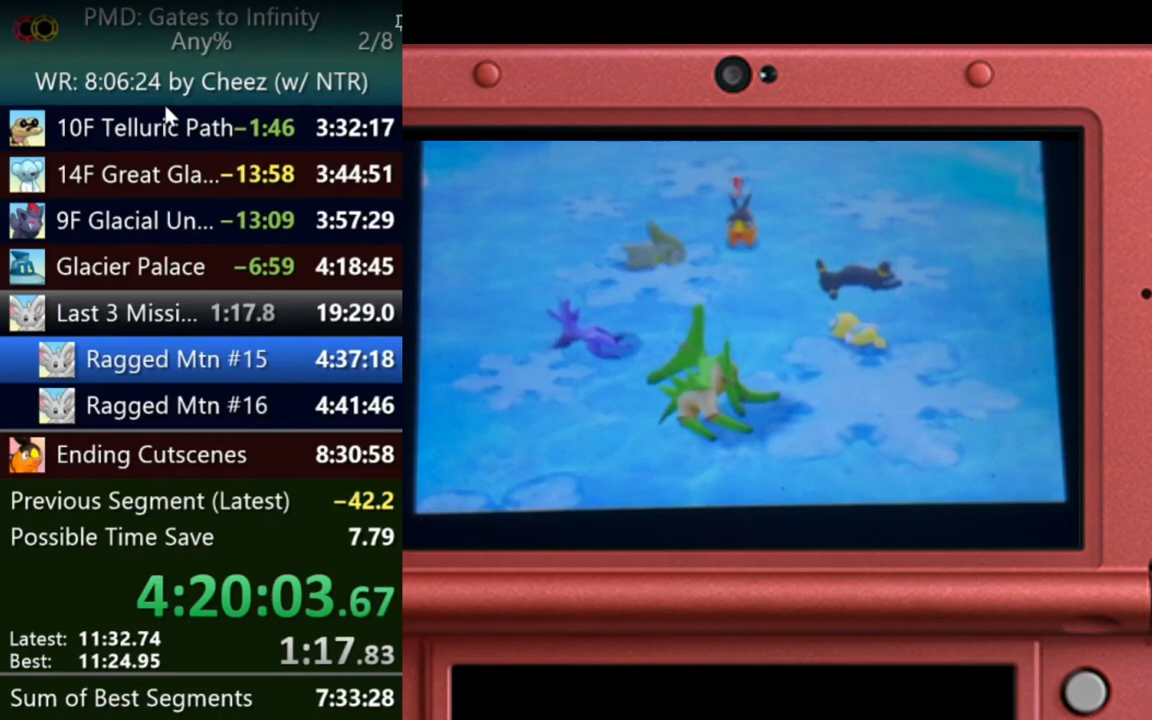 PMD: Gates to Infinity
Any% 2/8
WR: 8:06:24 by Cheez (w/ NTR)
10F Telluric Path −1:46 3:32:17
14F Great Gla... −13:58 3:44:51
9F Glacial Un... −13:09 3:57:29
Glacier Palace −6:59 4:18:45
Last 3 Missi... 1:17.8 19:29.0
Ragged Mtn #15 4:37:18
Ragged Mtn #16 4:41:46
Ending Cutscenes 8:30:58
Previous Segment (Latest) −42.2
Possible Time Save 7.79
4:20:03.67
Latest: 11:32.74
Best: 11:24.95
1:17.83
Sum of Best Segments 7:33:28